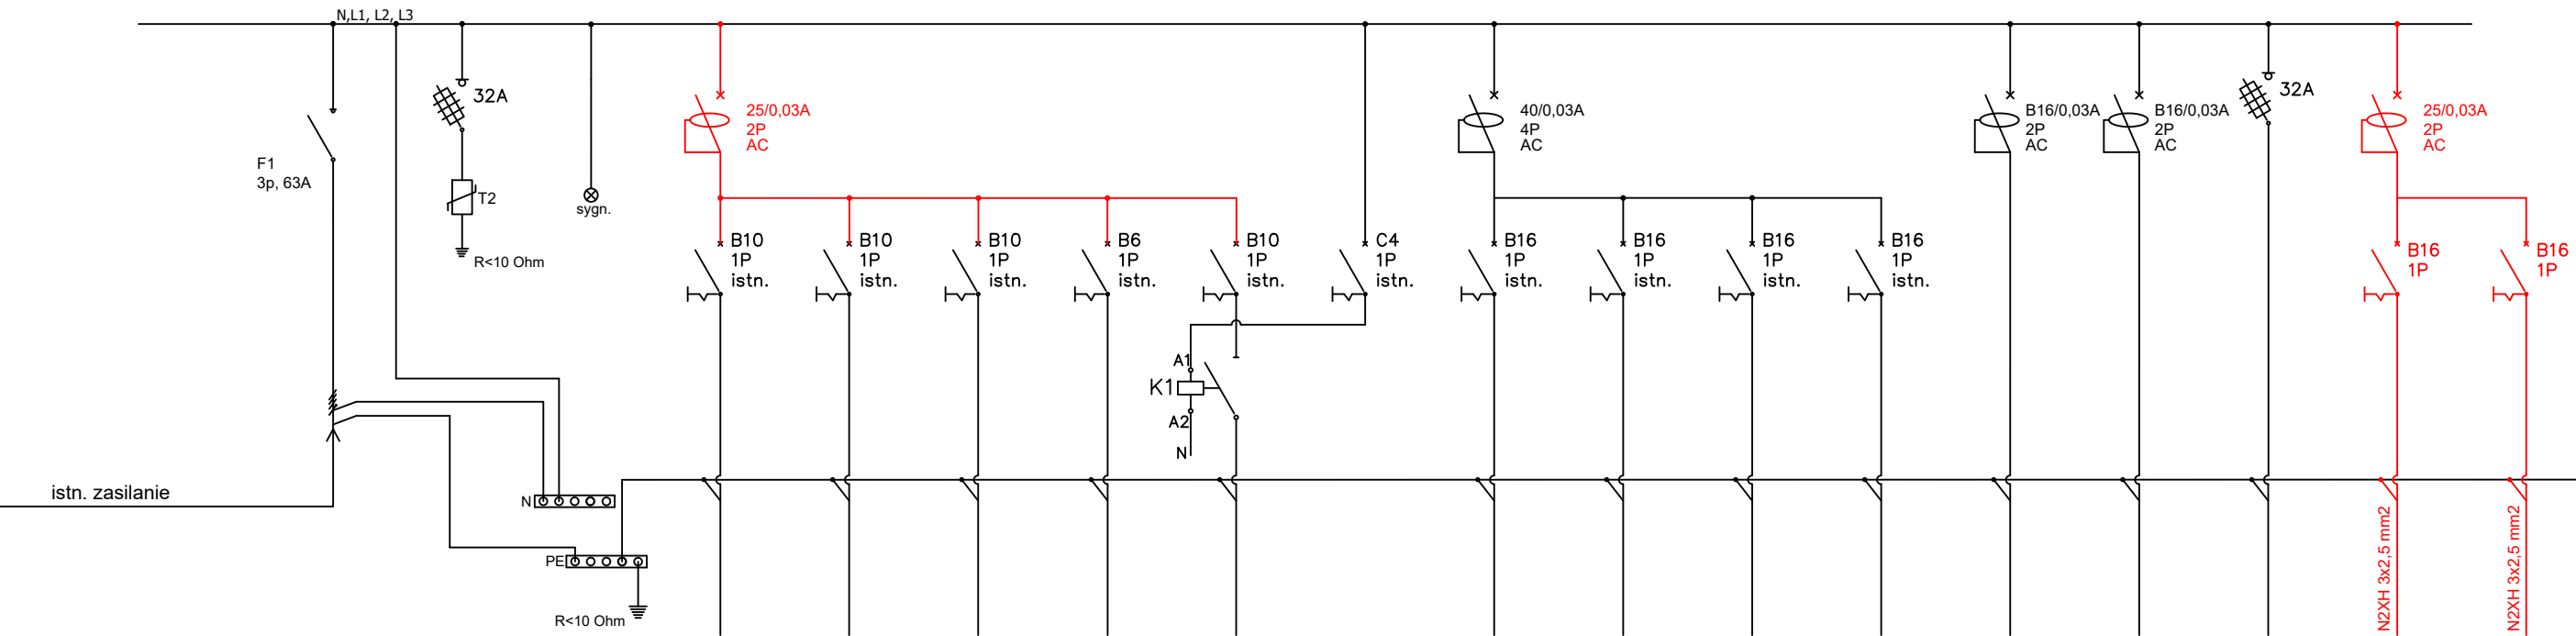 N,L1, L2, L3
F1
3p, 63A
32A
T2
R<10 Ohm
sygn.
25/0,03A
2P
AC
B10
1P
istn.
B10
1P
istn.
B10
1P
istn.
B6
1P
istn.
B10
1P
istn.
C4
1P
istn.
A1
K1
A2
N
40/0,03A
4P
AC
B16
1P
istn.
B16
1P
istn.
B16
1P
istn.
B16
1P
istn.
B16/0,03A
2P
AC
B16/0,03A
2P
AC
32A
25/0,03A
2P
AC
B16
1P
B16
1P
istn. zasilanie
N
PE
R<10 Ohm
N2XH 3x2,5 mm2
N2XH 3x2,5 mm2